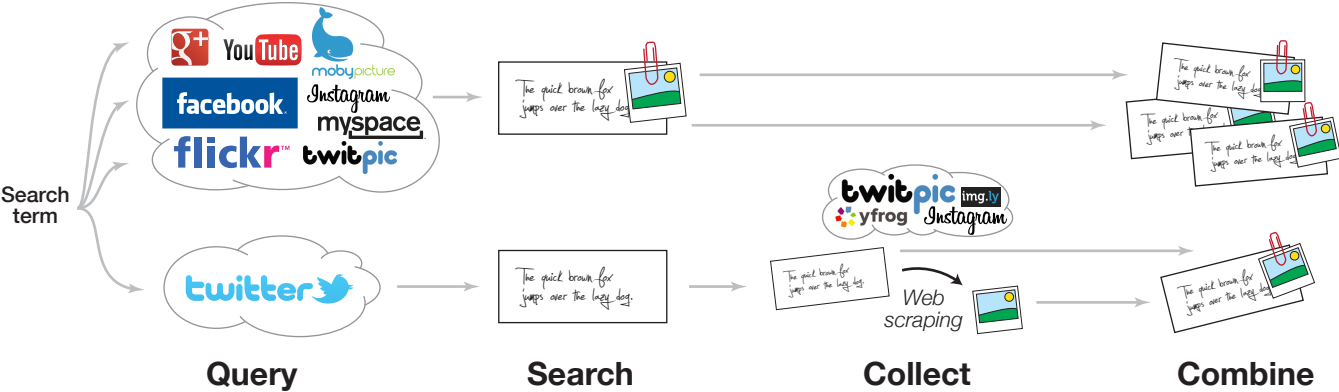 g+
YouTube
mobypicture
facebook
Instagram
myspace
flickr™
twitpic
The quick brown fox
jumps over the lazy dog
The quick brown fox
jumps over the lazy dog
The quick brown fox
jumps over the
The quick brown fox
jumps over the lazy dog
Search
term
twitpic
img.ly
yfrog
Instagram
twitter
The quick brown fox
jumps over the lazy dog.
The quick brown fox
jumps over the lazy dog.
Web
scraping
The quick brown fox
jumps over the lazy dog
Query
Search
Collect
Combine